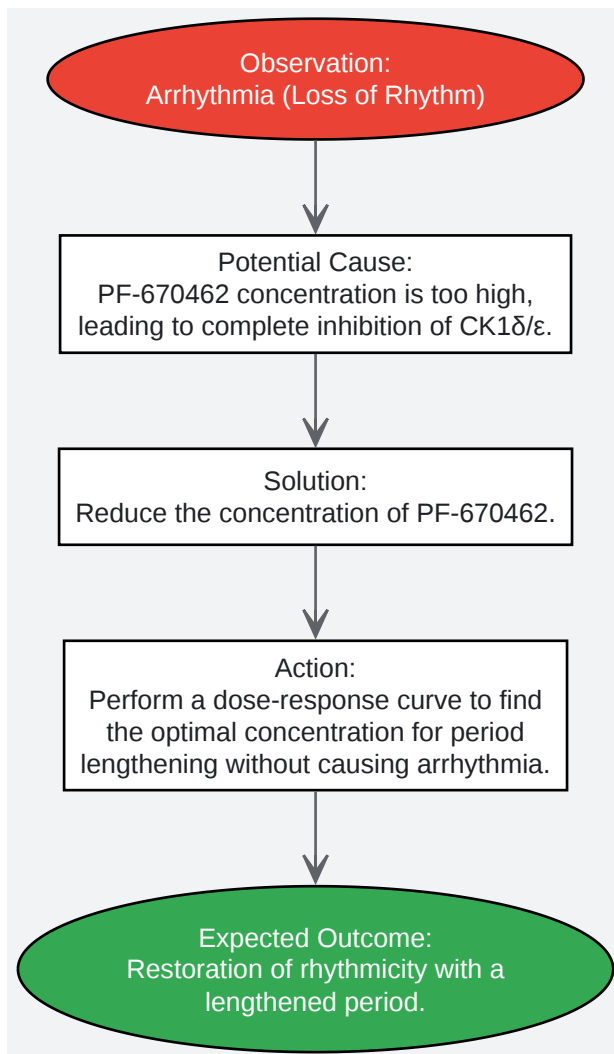 Observation:
Arrhythmia (Loss of Rhythm)
Potential Cause:
PF-670462 concentration is too high,
leading to complete inhibition of CK1δ/ε.
Solution:
Reduce the concentration of PF-670462.
Action:
Perform a dose-response curve to find
the optimal concentration for period
lengthening without causing arrhythmia.
Expected Outcome:
Restoration of rhythmicity with a
lengthened period.